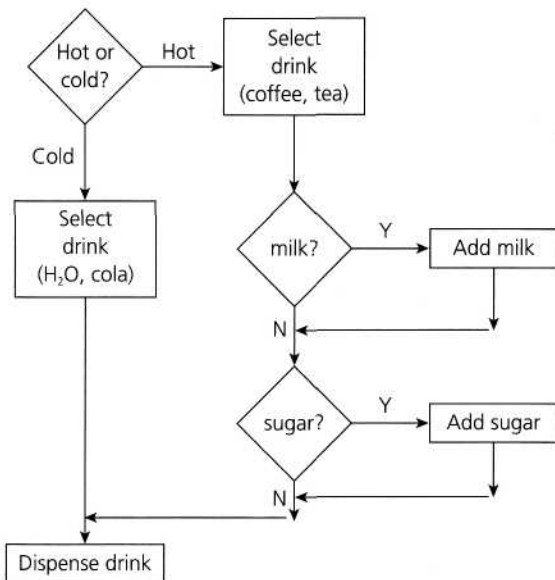 Hot or
cold?
Hot
Select
drink
(coffee, tea)
Cold
Select
drink
(H₂O, cola)
milk?
Y
Add milk
N
sugar?
Y
Add sugar
N
Dispense drink